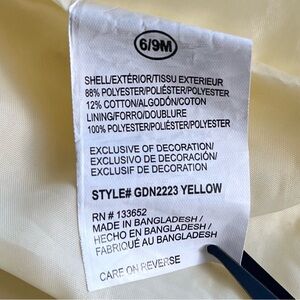 6/9M
SHELL/EXTÉRIOR/TISSU EXTERIEUR
88% POLYESTER/POLIÉSTER/POLYESTER
12% COTTON/ALGODÓN/COTON
LINING/FORRO/DOUBLURE
100% POLYESTER/POLIÉSTER/POLYESTER
EXCLUSIVE OF DECORATION/
EXCLUSIVO DE DECORACIÓN/
EXCLUSIF DE DECORATION
STYLE# GDN2223 YELLOW
RN # 133652
MADE IN BANGLADESH /
HECHO EN BANGLADESH /
FABRIQUÉ AU BANGLADESH
CARE ON REVERSE